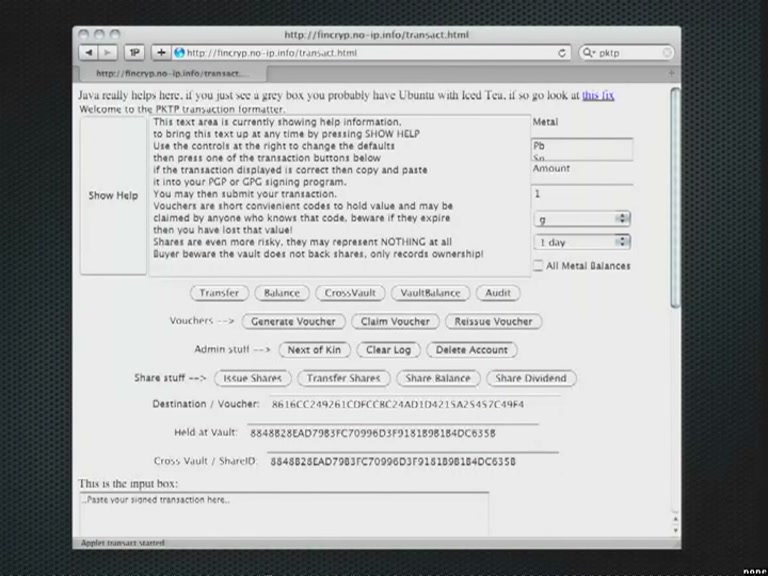 http://fincryp.no-ip.info/transact.html
http://fincryp.no-ip.info/transact.html
pktp
http://fincryp.no-ip.info/transact...
Java really helps here, if you just see a grey box you probably have Ubuntu with Iced Tea, if so go look at this fix
Welcome to the PKTP transaction formatter.
Show Help
This text area is currently showing help information,
to bring this text up at any time by pressing SHOW HELP
Use the controls at the right to change the defaults
then press one of the transaction buttons below
if the transaction displayed is correct then copy and paste
it into your PGP or GPG signing program.
You may then submit your transaction.
Vouchers are short convienient codes to hold value and may be
claimed by anyone who knows that code, beware if they expire
then you have lost that value!
Shares are even more risky, they may represent NOTHING at all
Buyer beware the vault does not back shares, only records ownership!
Metal
Pb
Sn
Amount
1
g
1 day
All Metal Balances
Transfer Balance CrossVault VaultBalance Audit
Vouchers --> Generate Voucher Claim Voucher Reissue Voucher
Admin stuff --> Next of Kin Clear Log Delete Account
Share stuff --> Issue Shares Transfer Shares Share Balance Share Dividend
Destination / Voucher: 8616CC249261CDFCC8C24AD1D4215A25457C49F4
Held at Vault: 8848B28EAD79B3FC70996D3F9181B9B1B4DC635B
Cross Vault / ShareID: 8848B28EAD79B3FC70996D3F9181B9B1B4DC635B
This is the input box:
..Paste your signed transaction here..
Applet transact started